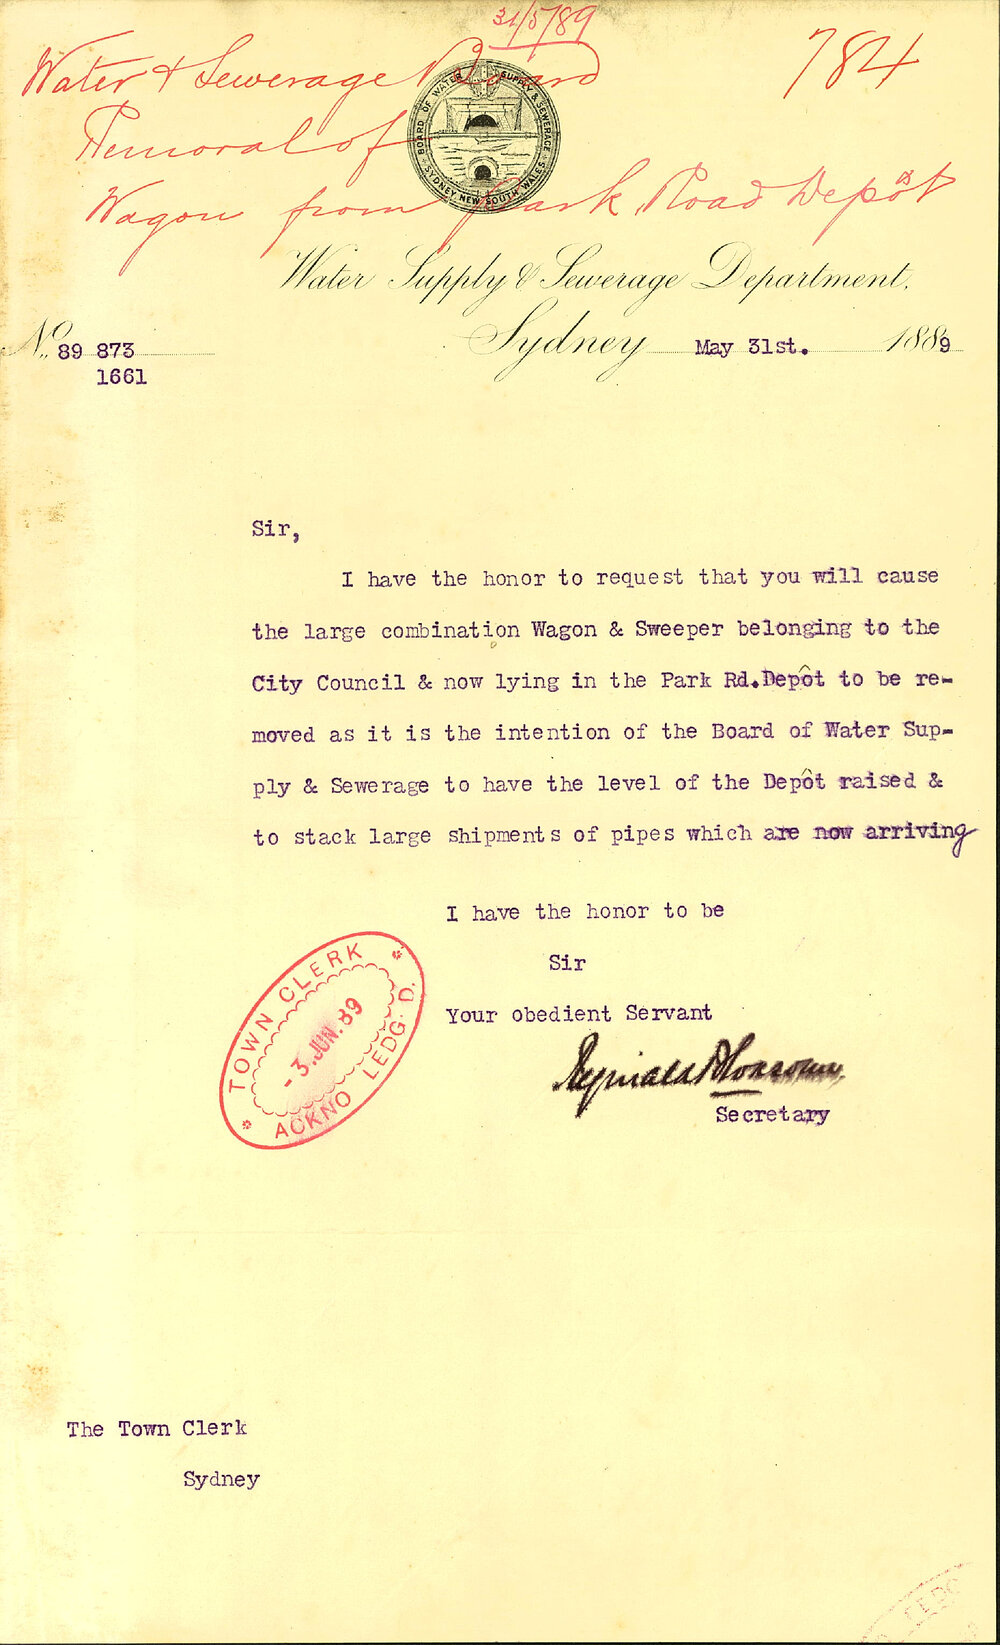 31/5/89
Water & Sewerage Board 784
Removal of
Wagon from Park Road Depôt
BOARD OF WATER SUPPLY & SEWERAGE
SYDNEY NEW SOUTH WALES
Water Supply & Sewerage Department.
No. 89 873 Sydney May 31st. 1889
1661
Sir,
I have the honor to request that you will cause
the large combination Wagon & Sweeper belonging to the
City Council & now lying in the Park Rd.Depôt to be re-
moved as it is the intention of the Board of Water Sup-
ply & Sewerage to have the level of the Depôt raised &
to stack large shipments of pipes which are now arriving
I have the honor to be
Sir
Your obedient Servant
Reginald
Secretary
TOWN CLERK
- 3. JUN. 89
ACKNO LEDG. D.
The Town Clerk
Sydney
LEDG